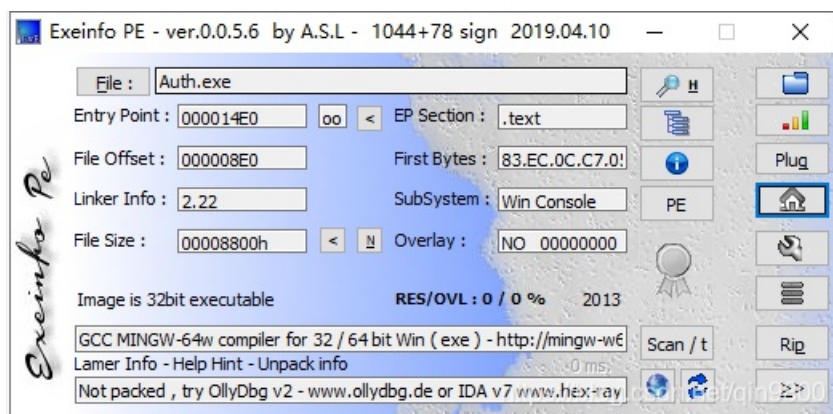 Exeinfo PE - ver.0.0.5.6 by A.S.L - 1044+78 sign 2019.04.10
File : Auth.exe H
Entry Point : 000014E0 oo < EP Section : .text
File Offset : 000008E0 First Bytes : 83.EC.0C.C7.0 Plug
Linker Info : 2.22 SubSystem : Win Console PE
File Size : 00008800h < N Overlay : NO 00000000
Image is 32bit executable RES/OVL : 0 / 0 % 2013
GCC MINGW-64w compiler for 32 / 64 bit Win ( exe ) - http://mingw-w6 Scan / t Rip
Lamer Info - Help Hint - Unpack info 0 ms.
Not packed , try OllyDbg v2 - www.ollydbg.de or IDA v7 www.hex-ray >>
Exeinfo Pe